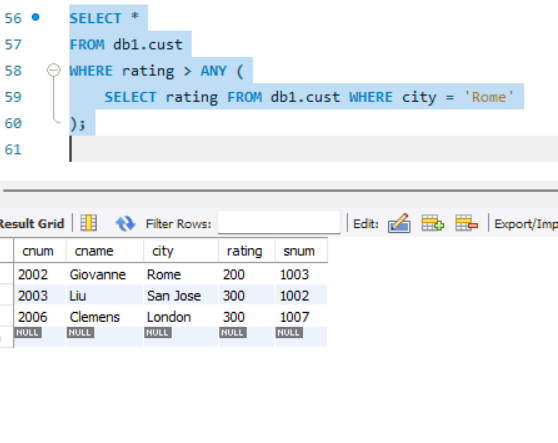 56 SELECT *
57 FROM db1.cust
58 WHERE rating > ANY (
59 SELECT rating FROM db1.cust WHERE city = 'Rome'
60 );
61
Result Grid Filter Rows: Edit: Export/Imp
cnum cname city rating snum
2002 Giovanne Rome 200 1003
2003 Liu San Jose 300 1002
2006 Clemens London 300 1007
NULL NULL NULL NULL NULL